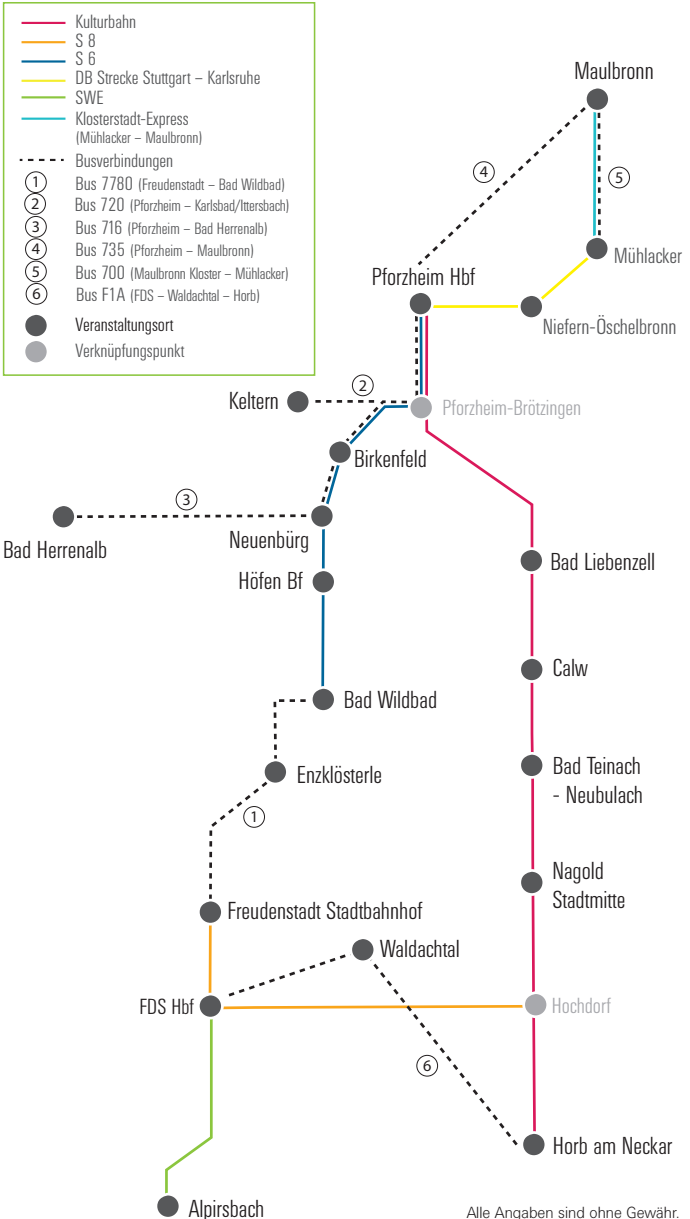 Kulturbahn
S 8
S 6
DB Strecke Stuttgart – Karlsruhe
SWE
Klosterstadt-Express
(Mühlacker – Maulbronn)
Busverbindungen
1 Bus 7780 (Freudenstadt – Bad Wildbad)
2 Bus 720 (Pforzheim – Karlsbad/Ittersbach)
3 Bus 716 (Pforzheim – Bad Herrenalb)
4 Bus 735 (Pforzheim – Maulbronn)
5 Bus 700 (Maulbronn Kloster – Mühlacker)
6 Bus F1A (FDS – Waldachtal – Horb)
Veranstaltungsort
Verknüpfungspunkt
Maulbronn
4
5
Mühlacker
Pforzheim Hbf
Niefern-Öschelbronn
2
Keltern
Pforzheim-Brötzingen
Birkenfeld
3
Bad Herrenalb
Neuenbürg
Höfen Bf
Bad Liebenzell
Calw
Bad Wildbad
Enzklösterle
Bad Teinach
- Neubulach
1
Nagold
Stadtmitte
Freudenstadt Stadtbahnhof
Waldachtal
FDS Hbf
Hochdorf
6
Horb am Neckar
Alpirsbach
Alle Angaben sind ohne Gewähr.